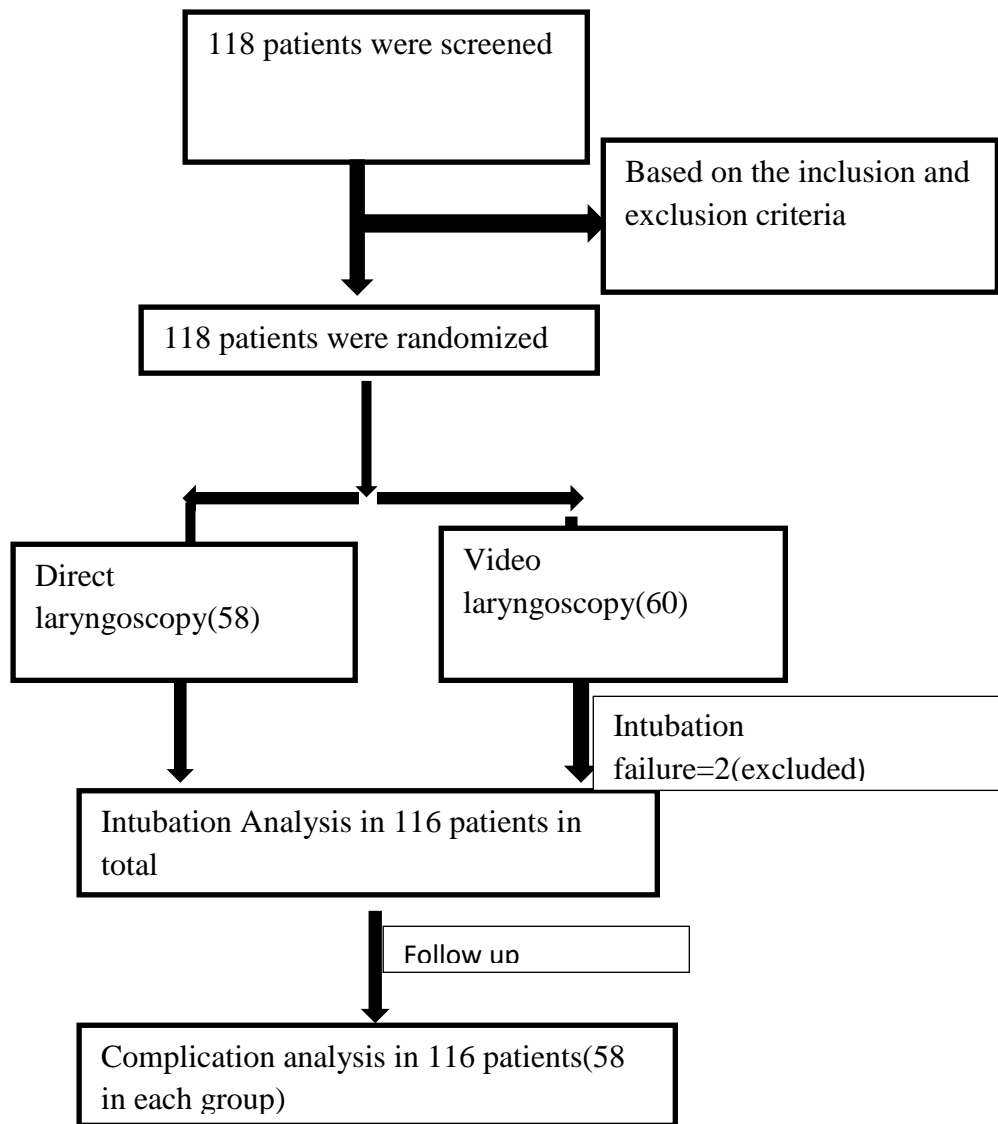 118 patients were screened
Based on the inclusion and
exclusion criteria
118 patients were randomized
Direct
laryngoscopy(58)
Video
laryngoscopy(60)
Intubation
failure=2(excluded)
Intubation Analysis in 116 patients in
total
Follow up
Complication analysis in 116 patients(58
in each group)